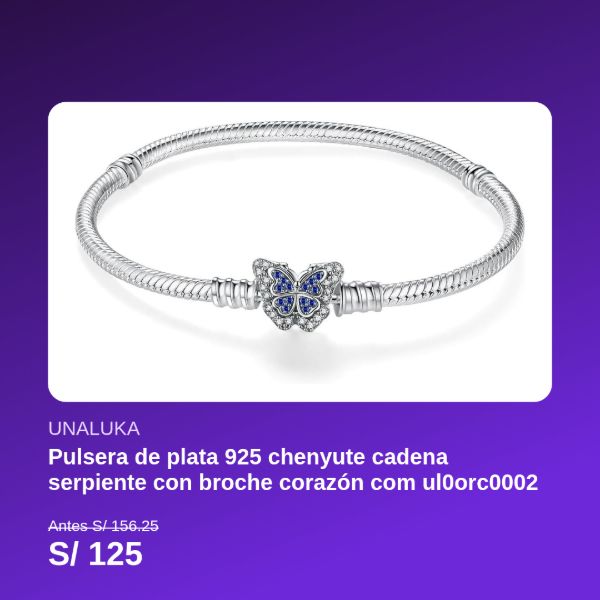 UNALUKA
Pulsera de plata 925 chenyute cadena
serpiente con broche corazón com ul0orc0002
Antes S/ 156.25
S/ 125